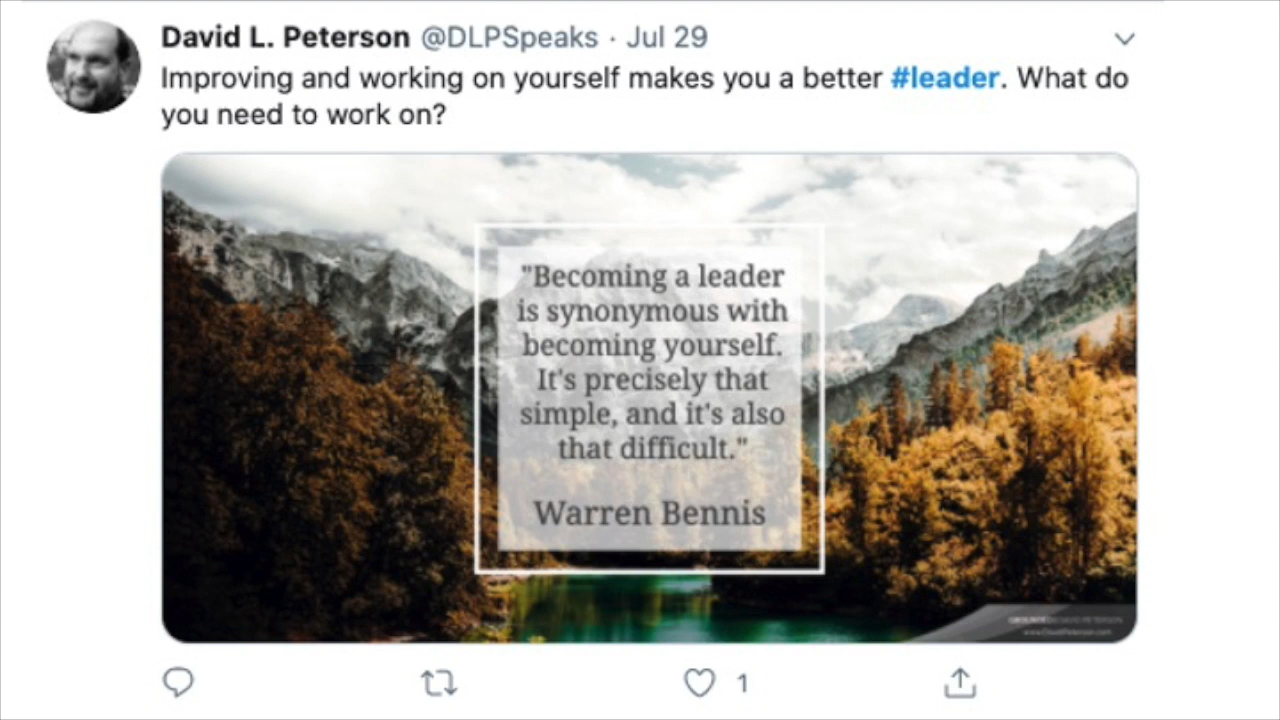 David L. Peterson @DLPSpeaks · Jul 29
Improving and working on yourself makes you a better #leader. What do
you need to work on?
"Becoming a leader
is synonymous with
becoming yourself.
It's precisely that
simple, and it's also
that difficult."
Warren Bennis
1